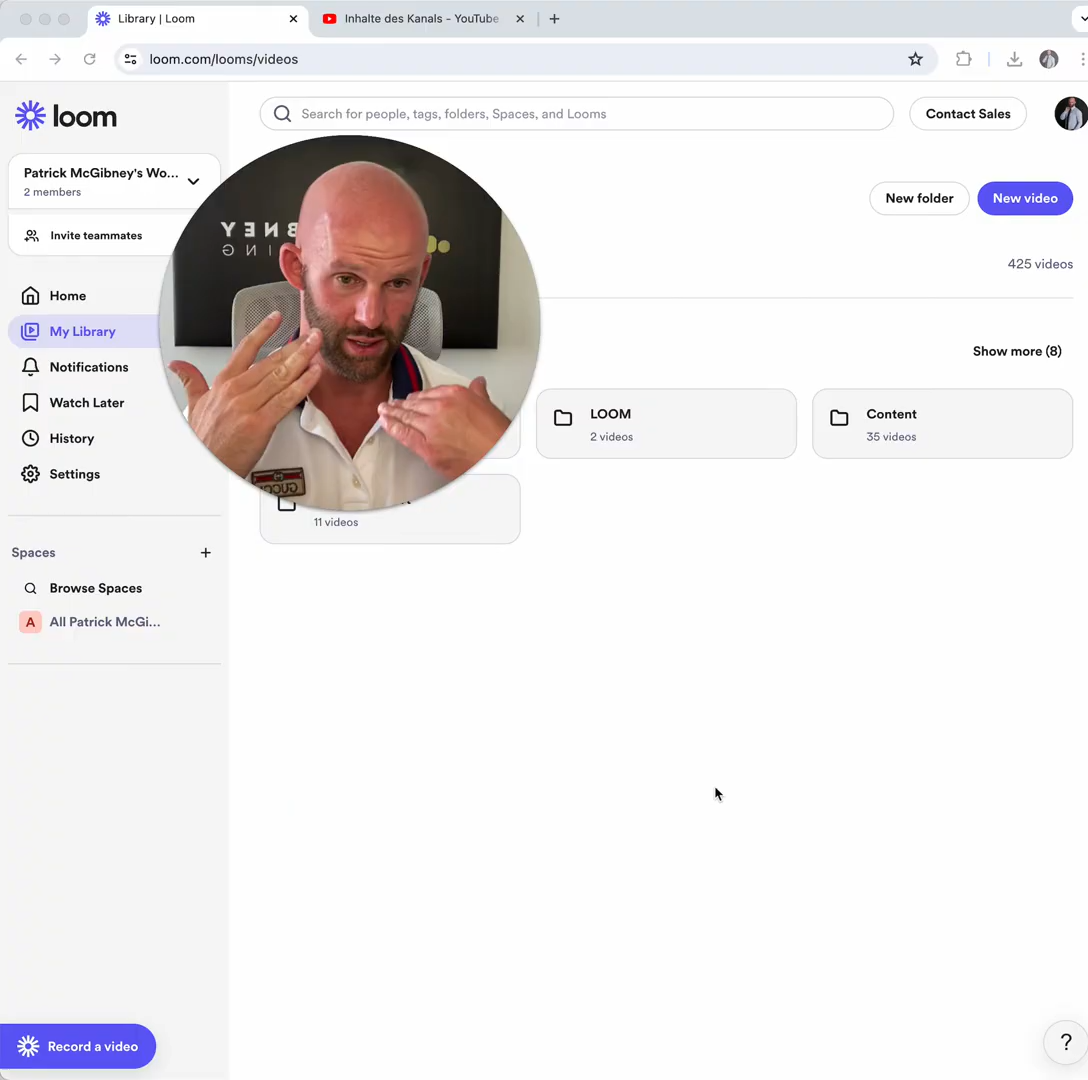 Library | Loom
Inhalte des Kanals - YouTube
loom.com/looms/videos
loom
Search for people, tags, folders, Spaces, and Looms
Contact Sales
Patrick McGibney's Wo...
2 members
Invite teammates
New folder
New video
425 videos
Home
My Library
Notifications
Watch Later
History
Settings
Show more (8)
LOOM
2 videos
Content
35 videos
11 videos
GUCCI
Spaces
Browse Spaces
A
All Patrick McGi...
Record a video
?